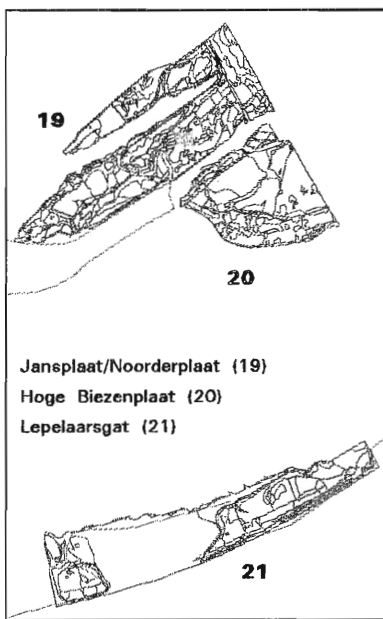 19
20
Jansplaat/Noorderplaat (19)
Hoge Biezenplaat (20)
Lepelaarsgat (21)
21